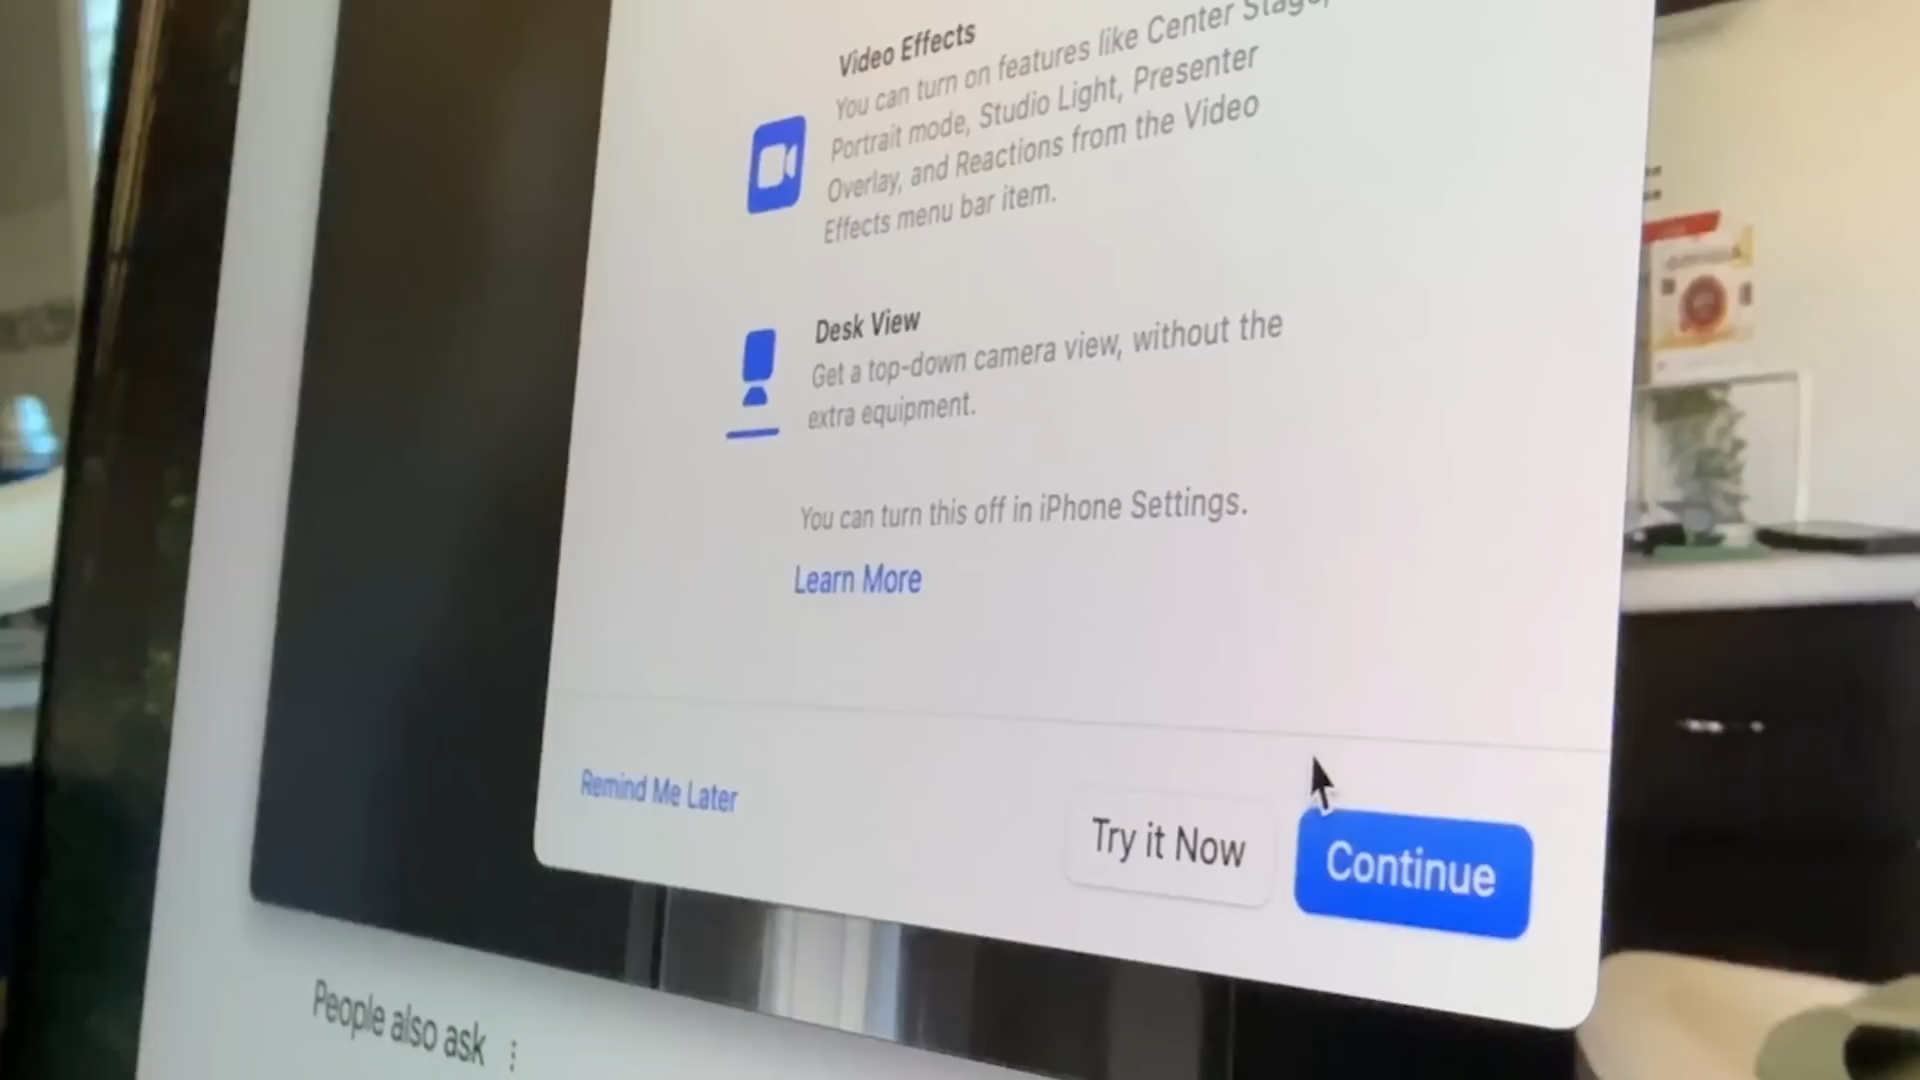 Video Effects
You can turn on features like Center Stage,
Portrait mode, Studio Light, Presenter
Overlay, and Reactions from the Video
Effects menu bar item.
Desk View
Get a top-down camera view, without the
extra equipment.
You can turn this off in iPhone Settings.
Learn More
Remind Me Later
Try it Now
Continue
People also ask